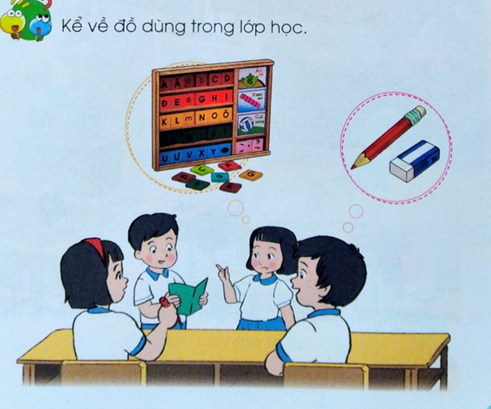 Kể về đồ dùng trong lớp học.
A Ă C D
Đ E G H I
K L m N O Ô
U Ư V X Y